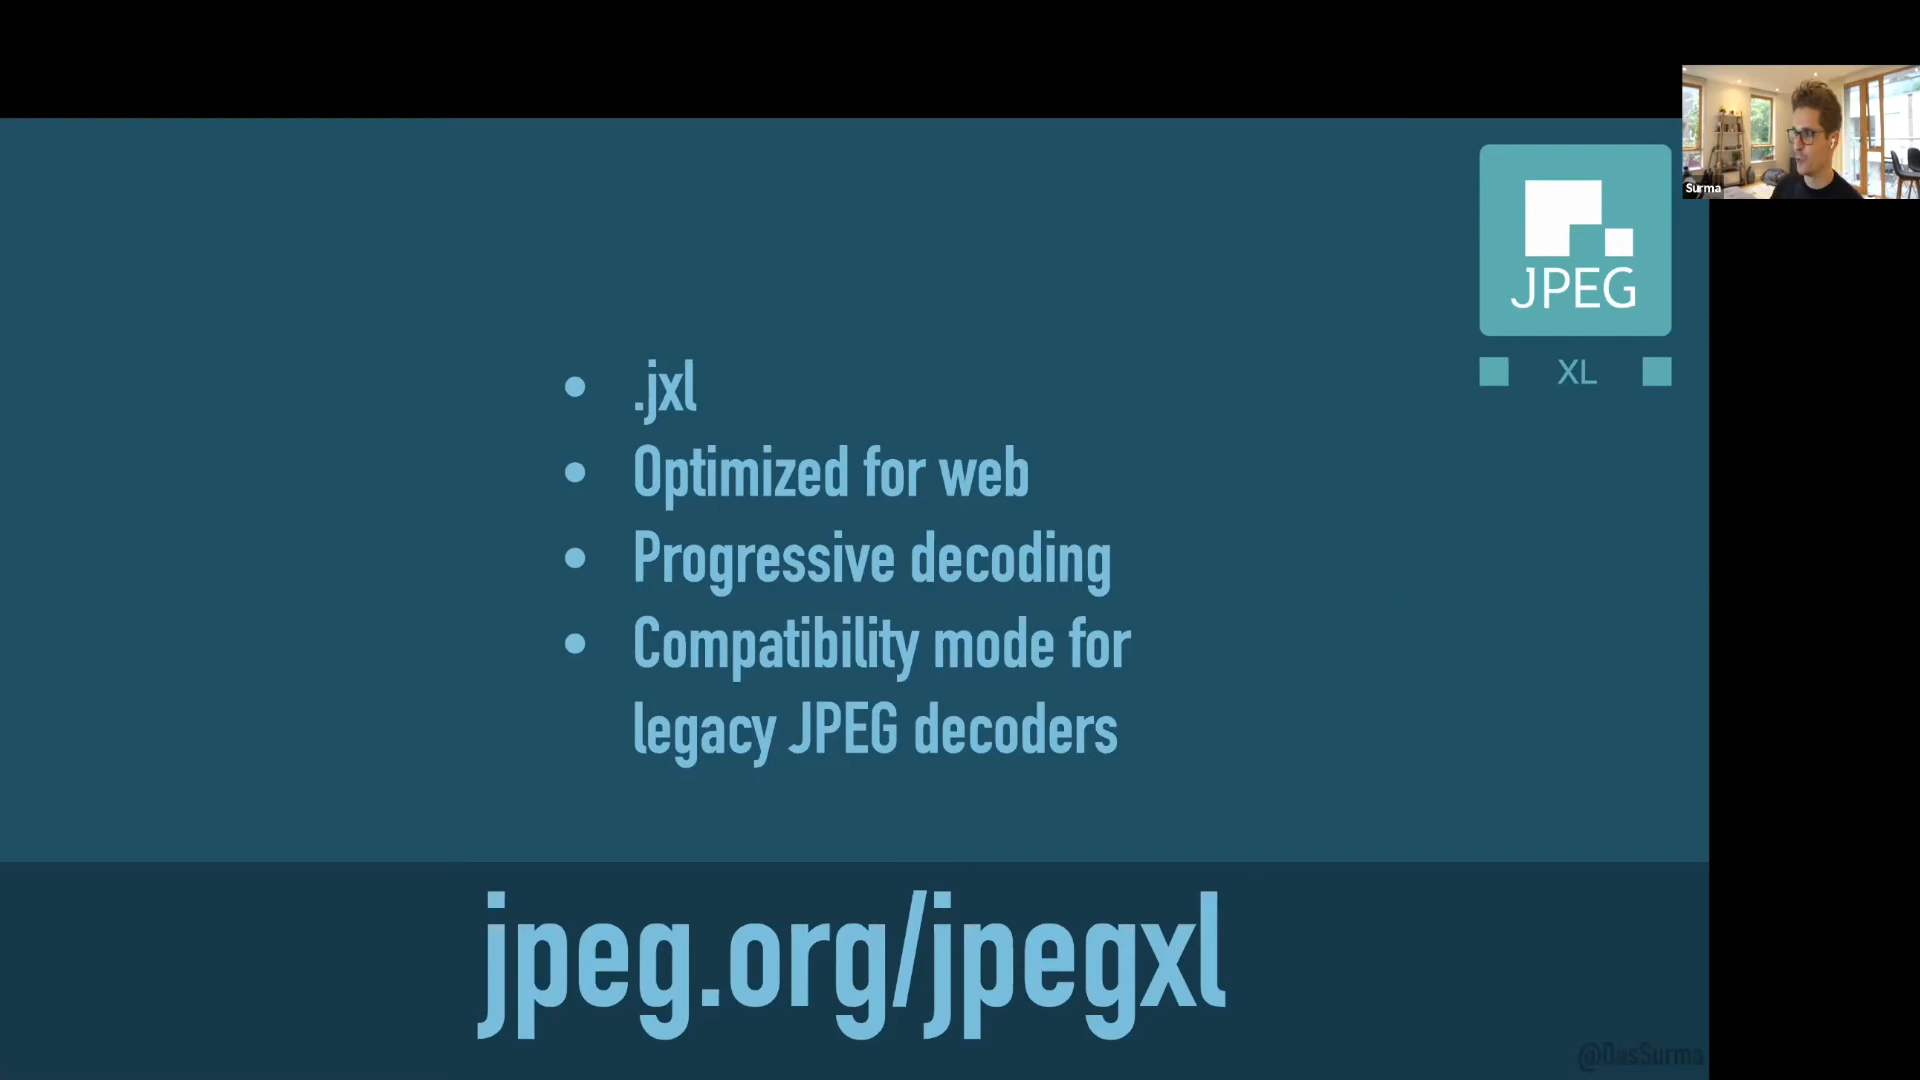 Surma
JPEG
XL
• .jxl
• Optimized for web
• Progressive decoding
• Compatibility mode for
legacy JPEG decoders
jpeg.org/jpegxl
@DasSurma